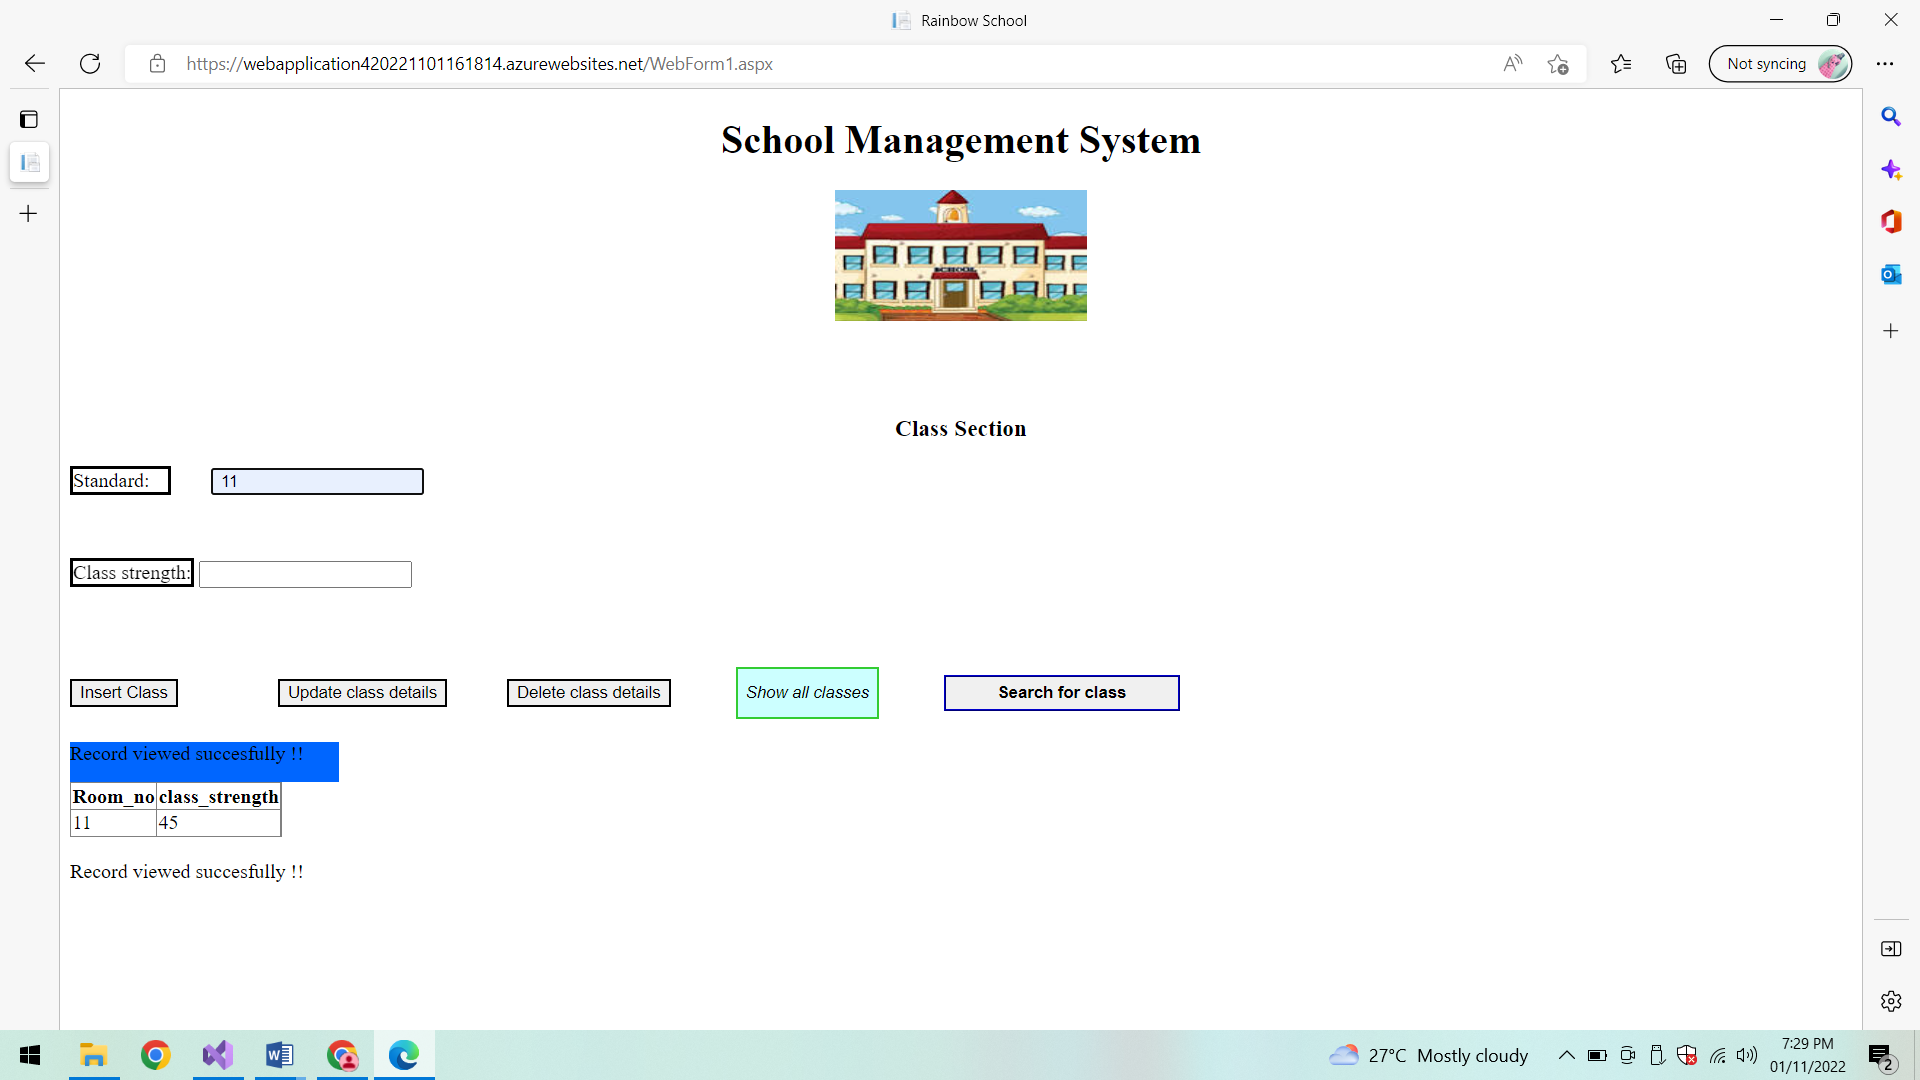 Rainbow School
https://webapplication420221101161814.azurewebsites.net/WebForm1.aspx
Not syncing
School Management System
SCHOOL
Class Section
Standard: 11
Class strength:
Insert Class Update class details Delete class details Show all classes Search for class
Record viewed succesfully !!
Room_no class_strength
11 45
Record viewed succesfully !!
27°C Mostly cloudy
7:29 PM
01/11/2022
2